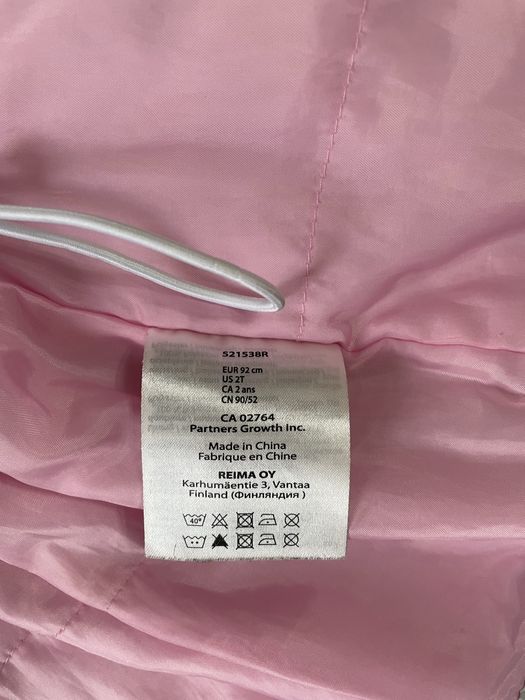 521538R
EUR 92 cm
US 2T
CA 2 ans
CN 90/52
CA 02764
Partners Growth Inc.
Made in China
Fabrique en Chine
REIMA OY
Karhumäentie 3, Vantaa
Finland (Финляндия )
40°